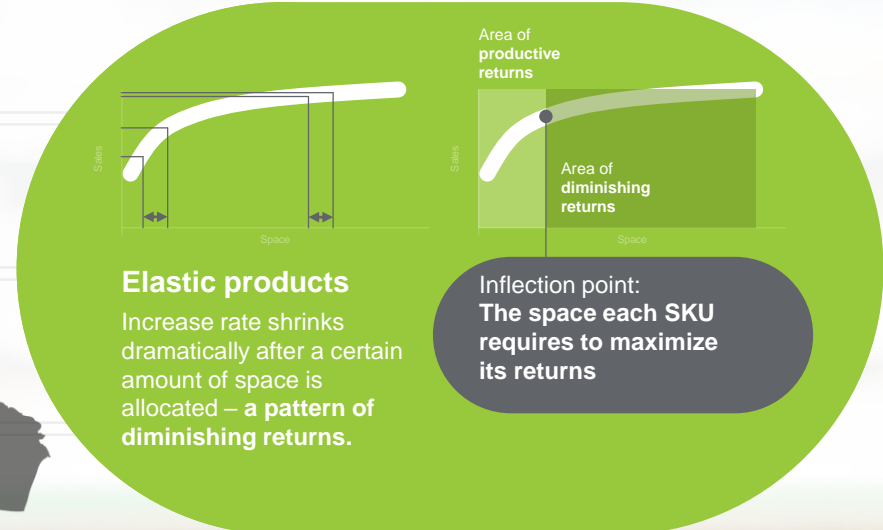 Sales
Space
Elastic products
Increase rate shrinks
dramatically after a certain
amount of space is
allocated – a pattern of
diminishing returns.
Area of
productive
returns
Sales
Area of
diminishing
returns
Space
Inflection point:
The space each SKU
requires to maximize
its returns